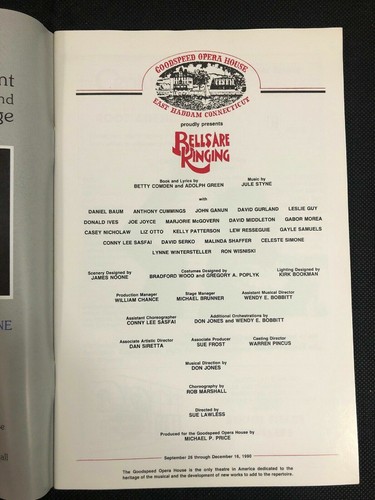 GOODSPEED OPERA HOUSE
EAST HADDAM CONNECTICUT
proudly presents
BELLS ARE
RINGING
Book and Lyrics by
BETTY COMDEN and ADOLPH GREEN
Music by
JULE STYNE
with
DANIEL BAUM ANTHONY CUMMINGS JOHN GANUN DAVID GURLAND LESLIE GUY
DONALD IVES JOE JOYCE MARJORIE McGOVERN DAVID MIDDLETON GABOR MOREA
CASEY NICHOLAW LIZ OTTO KELLY PATTERSON LEW RESSEGUIE GAYLE SAMUELS
CONNY LEE SASFAI DAVID SERKO MALINDA SHAFFER CELESTE SIMONE
LYNNE WINTERSTELLER RON WISNISKI
Scenery Designed by
JAMES NOONE
Costumes Designed by
BRADFORD WOOD and GREGORY A. POPLYK
Lighting Designed by
KIRK BOOKMAN
Production Manager
WILLIAM CHANCE
Stage Manager
MICHAEL BRUNNER
Assistant Musical Director
WENDY E. BOBBITT
Assistant Choreographer
CONNY LEE SASFAI
Additional Orchestrations by
DON JONES and WENDY E. BOBBITT
Associate Artistic Director
DAN SIRETTA
Associate Producer
SUE FROST
Casting Director
WARREN PINCUS
Musical Direction by
DON JONES
Choreography by
ROB MARSHALL
Directed by
SUE LAWLESS
Produced for the Goodspeed Opera House by
MICHAEL P. PRICE
September 28 through December 16, 1990
The Goodspeed Opera House is the only theatre in America dedicated to the
heritage of the musical and the development of new works to add to the repertoire.